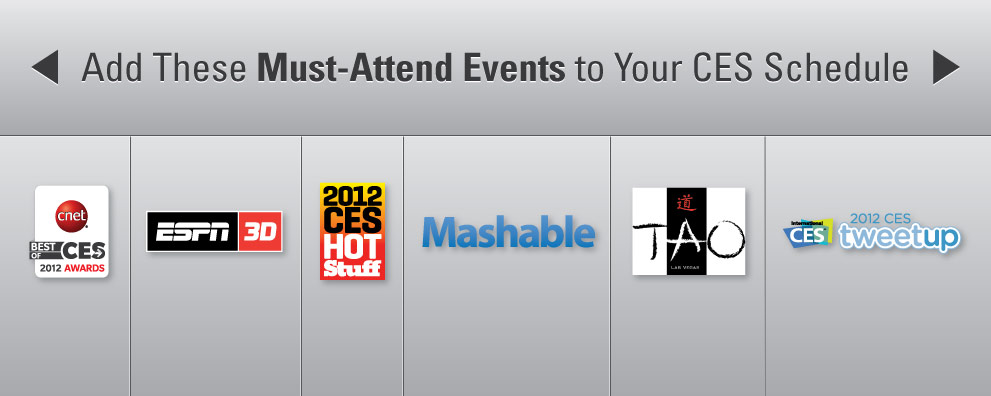 Add These Must-Attend Events to Your CES Schedule
cnet
BEST OF CES
2012 AWARDS
ESPN 3D
2012
CES
HOT
Stuff
Mashable
道
TAO
LAS VEGAS
International
CES
2012 CES
tweetup